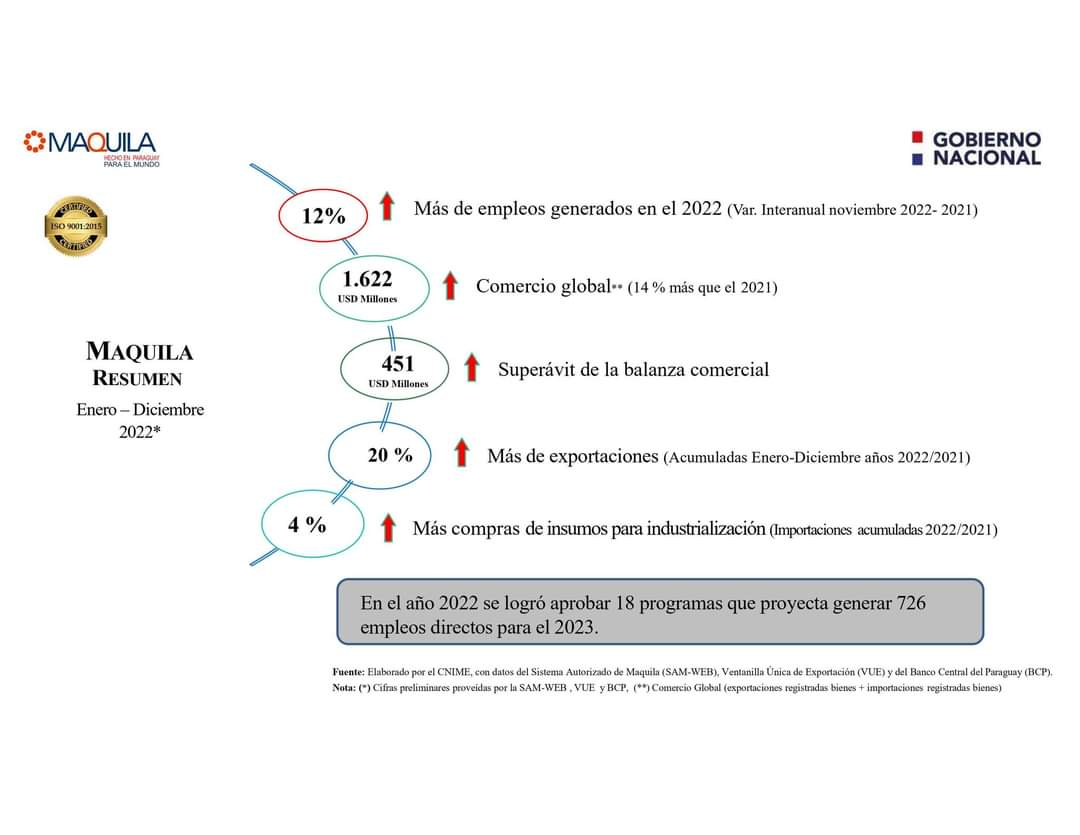 MAQUILA
HECHO EN PARAGUAY
PARA EL MUNDO
GOBIERNO
NACIONAL
CERTIFIED
ISO 9001:2015
CERTIFIED
MAQUILA
RESUMEN
Enero – Diciembre
2022*
12%
Más de empleos generados en el 2022 (Var. Interanual noviembre 2022- 2021)
1.622
USD Millones
Comercio global** (14 % más que el 2021)
451
USD Millones
Superávit de la balanza comercial
20 %
Más de exportaciones (Acumuladas Enero-Diciembre años 2022/2021)
4 %
Más compras de insumos para industrialización (Importaciones acumuladas 2022/2021)
En el año 2022 se logró aprobar 18 programas que proyecta generar 726
empleos directos para el 2023.
Fuente: Elaborado por el CNIME, con datos del Sistema Autorizado de Maquila (SAM-WEB), Ventanilla Única de Exportación (VUE) y del Banco Central del Paraguay (BCP).
Nota: (*) Cifras preliminares proveídas por la SAM-WEB , VUE y BCP, (**) Comercio Global (exportaciones registradas bienes + importaciones registradas bienes)